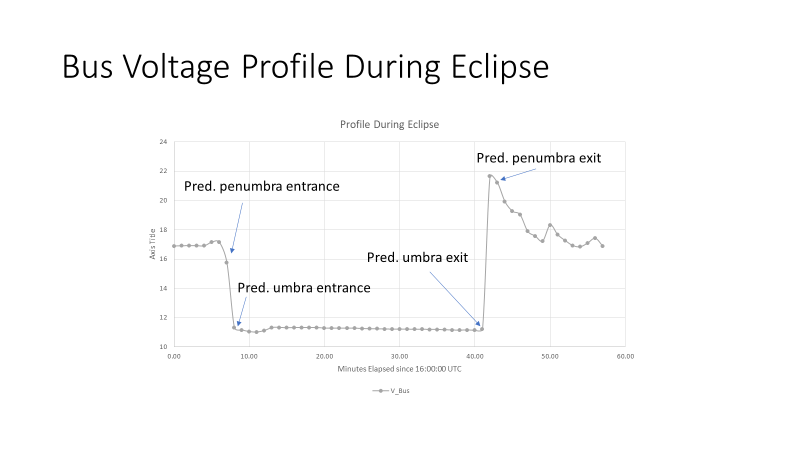 Bus Voltage Profile During Eclipse
Profile During Eclipse
24
22
20
18
16
14
12
10
Axis Title
Pred. penumbra entrance
Pred. umbra entrance
Pred. umbra exit
Pred. penumbra exit
0.00 10.00 20.00 30.00 40.00 50.00 60.00
Minutes Elapsed since 16:00:00 UTC
V_Bus